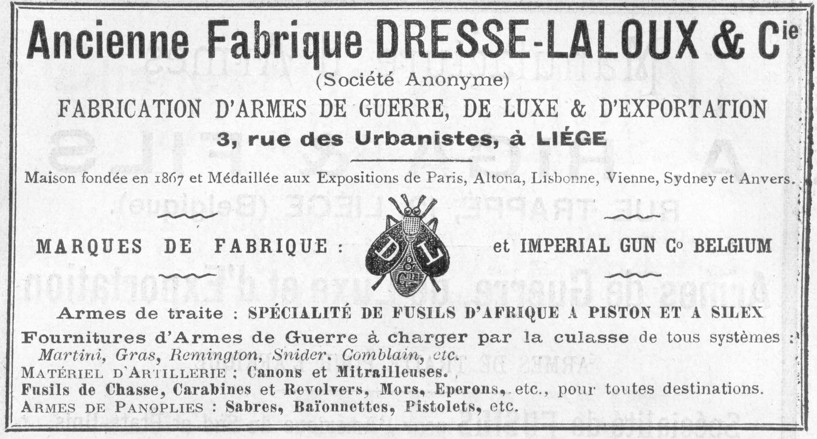 Ancienne Fabrique DRESSE-LALOUX & Cie
(Société Anonyme)
FABRICATION D'ARMES DE GUERRE, DE LUXE & D'EXPORTATION
3, rue des Urbanistes, à LIÉGE
Maison fondée en 1867 et Médaillée aux Expositions de Paris, Altona, Lisbonne, Vienne, Sydney et Anvers.
MARQUES DE FABRIQUE : D L & Cie et IMPERIAL GUN Co BELGIUM
Armes de traite : SPÉCIALITÉ DE FUSILS D'AFRIQUE A PISTON ET A SILEX
Fournitures d'Armes de Guerre à charger par la culasse de tous systèmes :
Martini, Gras, Remington, Snider. Comblain, etc.
MATÉRIEL D'ARTILLERIE : Canons et Mitrailleuses.
Fusils de Chasse, Carabines et Revolvers, Mors, Eperons, etc., pour toutes destinations.
ARMES DE PANOPLIES : Sabres, Baïonnettes, Pistolets, etc.